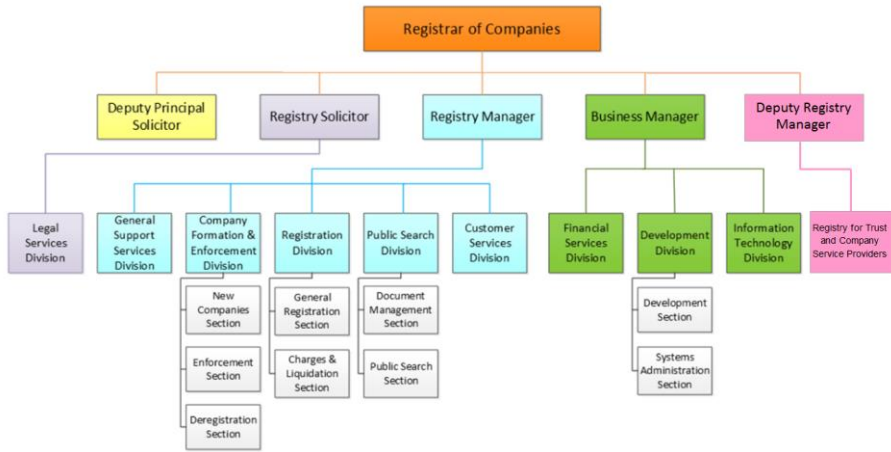 Registrar of Companies
Deputy Principal
Solicitor
Registry Solicitor
Registry Manager
Business Manager
Deputy Registry
Manager
Legal
Services
Division
General
Support
Services
Division
Company
Formation &
Enforcement
Division
Registration
Division
Public Search
Division
Customer
Services
Division
Financial
Services
Division
Development
Division
Information
Technology
Division
Registry for Trust
and Company
Service Providers
New
Companies
Section
General
Registration
Section
Document
Management
Section
Development
Section
Enforcement
Section
Charges &
Liquidation
Section
Public Search
Section
Systems
Administration
Section
Deregistration
Section